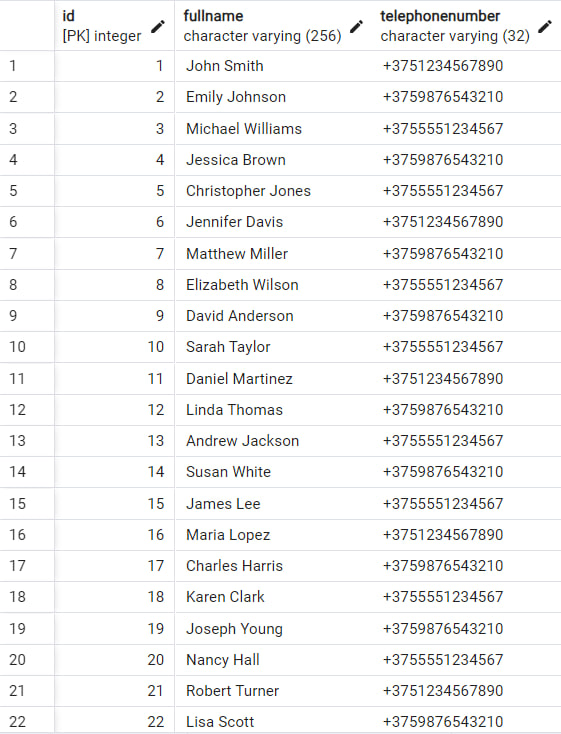 id fullname telephonenumber
[PK] integer character varying (256) character varying (32)
1 1 John Smith +3751234567890
2 2 Emily Johnson +3759876543210
3 3 Michael Williams +3755551234567
4 4 Jessica Brown +3759876543210
5 5 Christopher Jones +3755551234567
6 6 Jennifer Davis +3751234567890
7 7 Matthew Miller +3759876543210
8 8 Elizabeth Wilson +3755551234567
9 9 David Anderson +3759876543210
10 10 Sarah Taylor +3755551234567
11 11 Daniel Martinez +3751234567890
12 12 Linda Thomas +3759876543210
13 13 Andrew Jackson +3755551234567
14 14 Susan White +3759876543210
15 15 James Lee +3755551234567
16 16 Maria Lopez +3751234567890
17 17 Charles Harris +3759876543210
18 18 Karen Clark +3755551234567
19 19 Joseph Young +3759876543210
20 20 Nancy Hall +3755551234567
21 21 Robert Turner +3751234567890
22 22 Lisa Scott +3759876543210